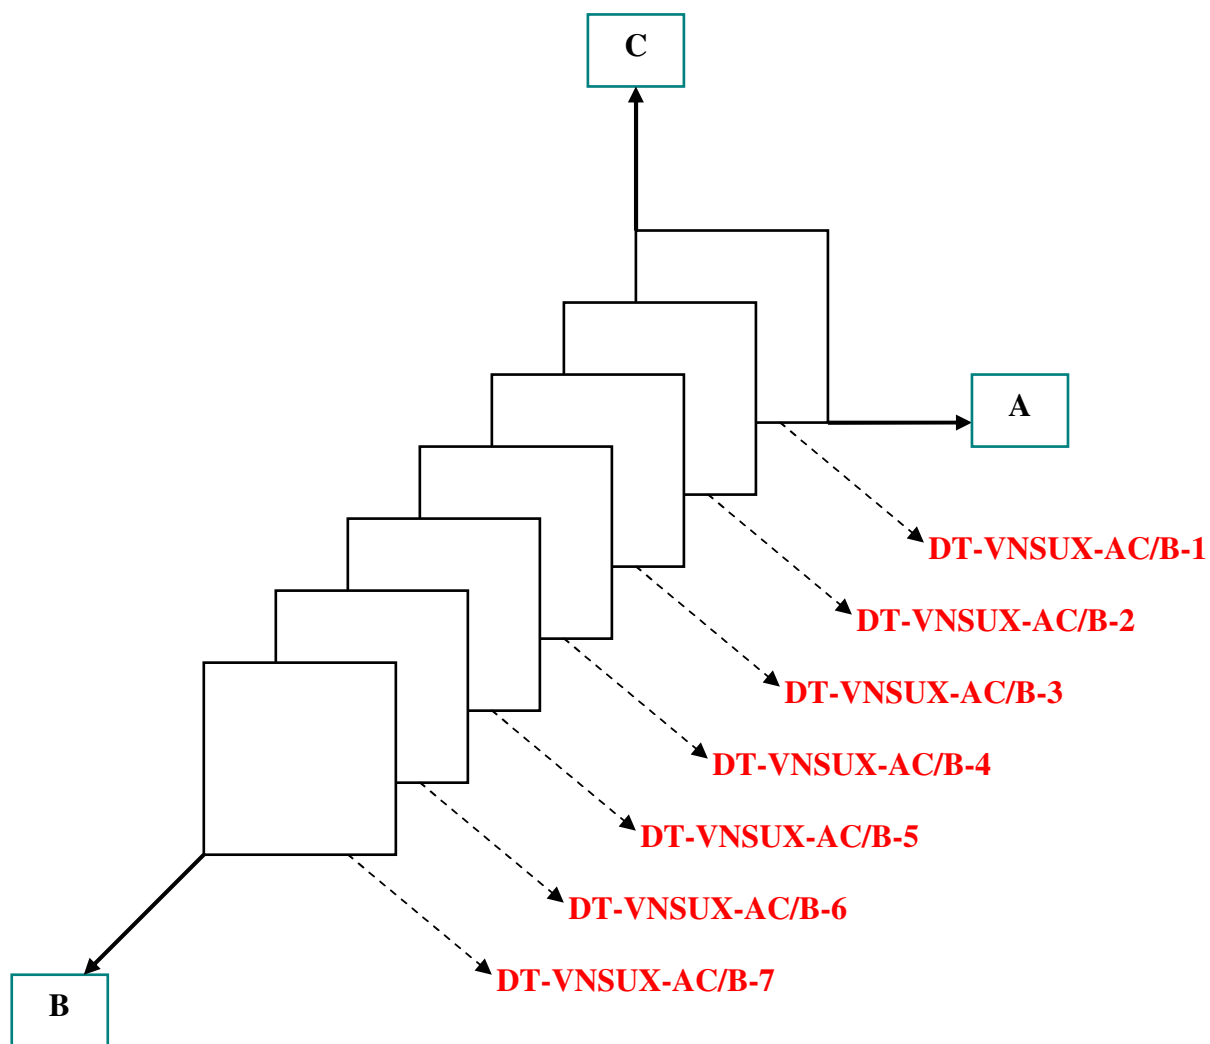 C
A
DT-VNSUX-AC/B-1
DT-VNSUX-AC/B-2
DT-VNSUX-AC/B-3
DT-VNSUX-AC/B-4
DT-VNSUX-AC/B-5
DT-VNSUX-AC/B-6
DT-VNSUX-AC/B-7
B